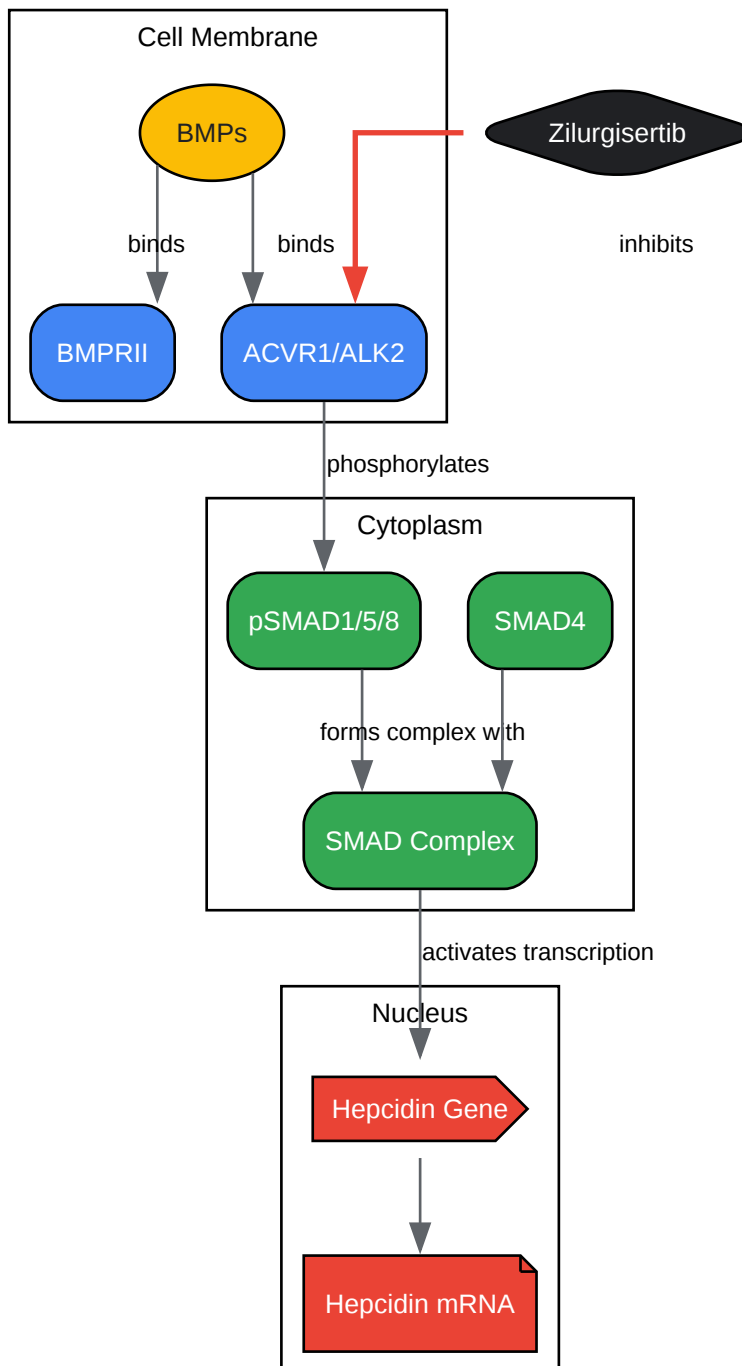 Cell Membrane
BMPs
Zilurgisertib
binds
binds
inhibits
BMPRII
ACVR1/ALK2
phosphorylates
Cytoplasm
pSMAD1/5/8
SMAD4
forms complex with
SMAD Complex
activates transcription
Nucleus
Hepcidin Gene
Hepcidin mRNA